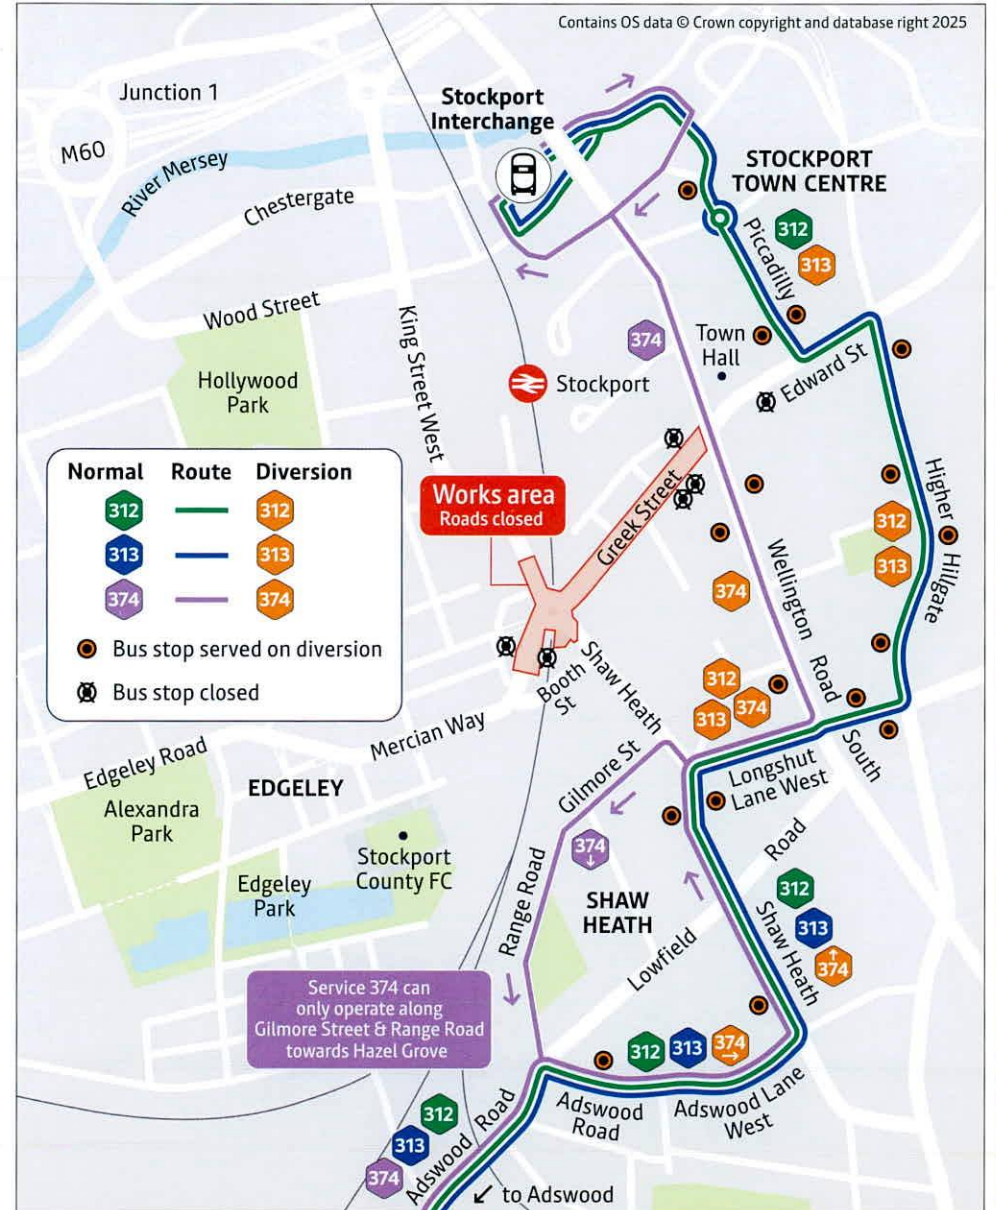 Contains OS data © Crown copyright and database right 2025
Junction 1
M60
River Mersey
Chestergate
Stockport
Interchange
STOCKPORT
TOWN CENTRE
312
313
Piccadilly
Wood Street
King Street West
374
Town
Hall
Edward St
Stockport
Hollywood
Park
Normal Route Diversion
312 312
313 313
374 374
Bus stop served on diversion
Bus stop closed
Works area
Roads closed
Greek Street
Higher
Hillgate
312
313
374
Wellington
Road
South
312
313
374
Shaw Heath
Booth
St
Mercian Way
Edgeley Road
EDGELEY
Alexandra
Park
Edgeley
Park
Stockport
County FC
Gilmore St
Longshut
Lane West
374
↓
Range Road
SHAW
HEATH
Lowfield
Road
Shaw Heath
312
313
↑
374
Service 374 can
only operate along
Gilmore Street & Range Road
towards Hazel Grove
312
313
374
→
Adswood
Road
Adswood Lane
West
312
313
374
Adswood Road
↙ to Adswood